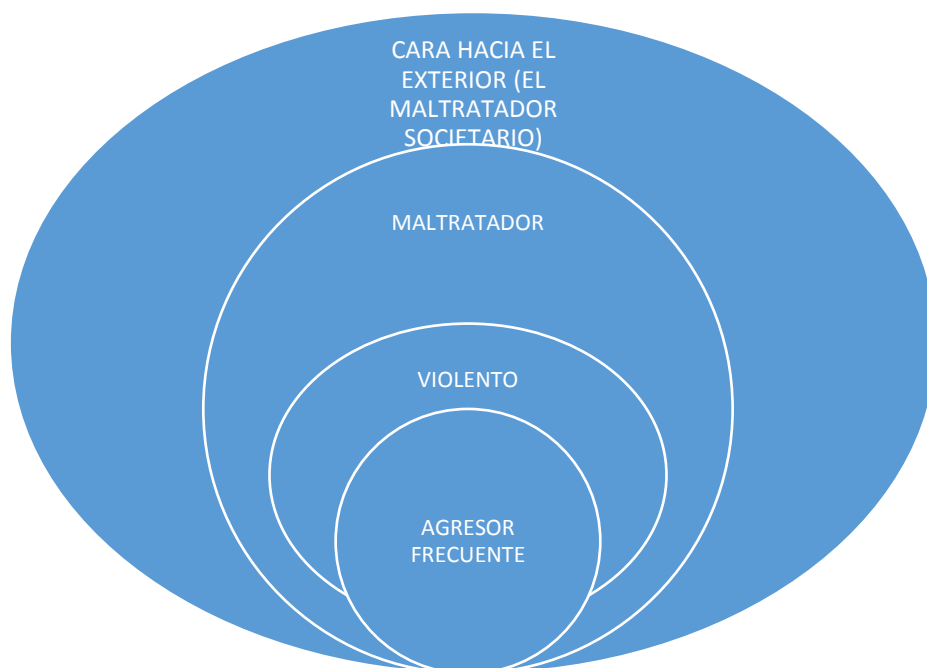 CARA HACIA EL
EXTERIOR (EL
MALTRATADOR
SOCIETARIO)
MALTRATADOR
VIOLENTO
AGRESOR
FRECUENTE